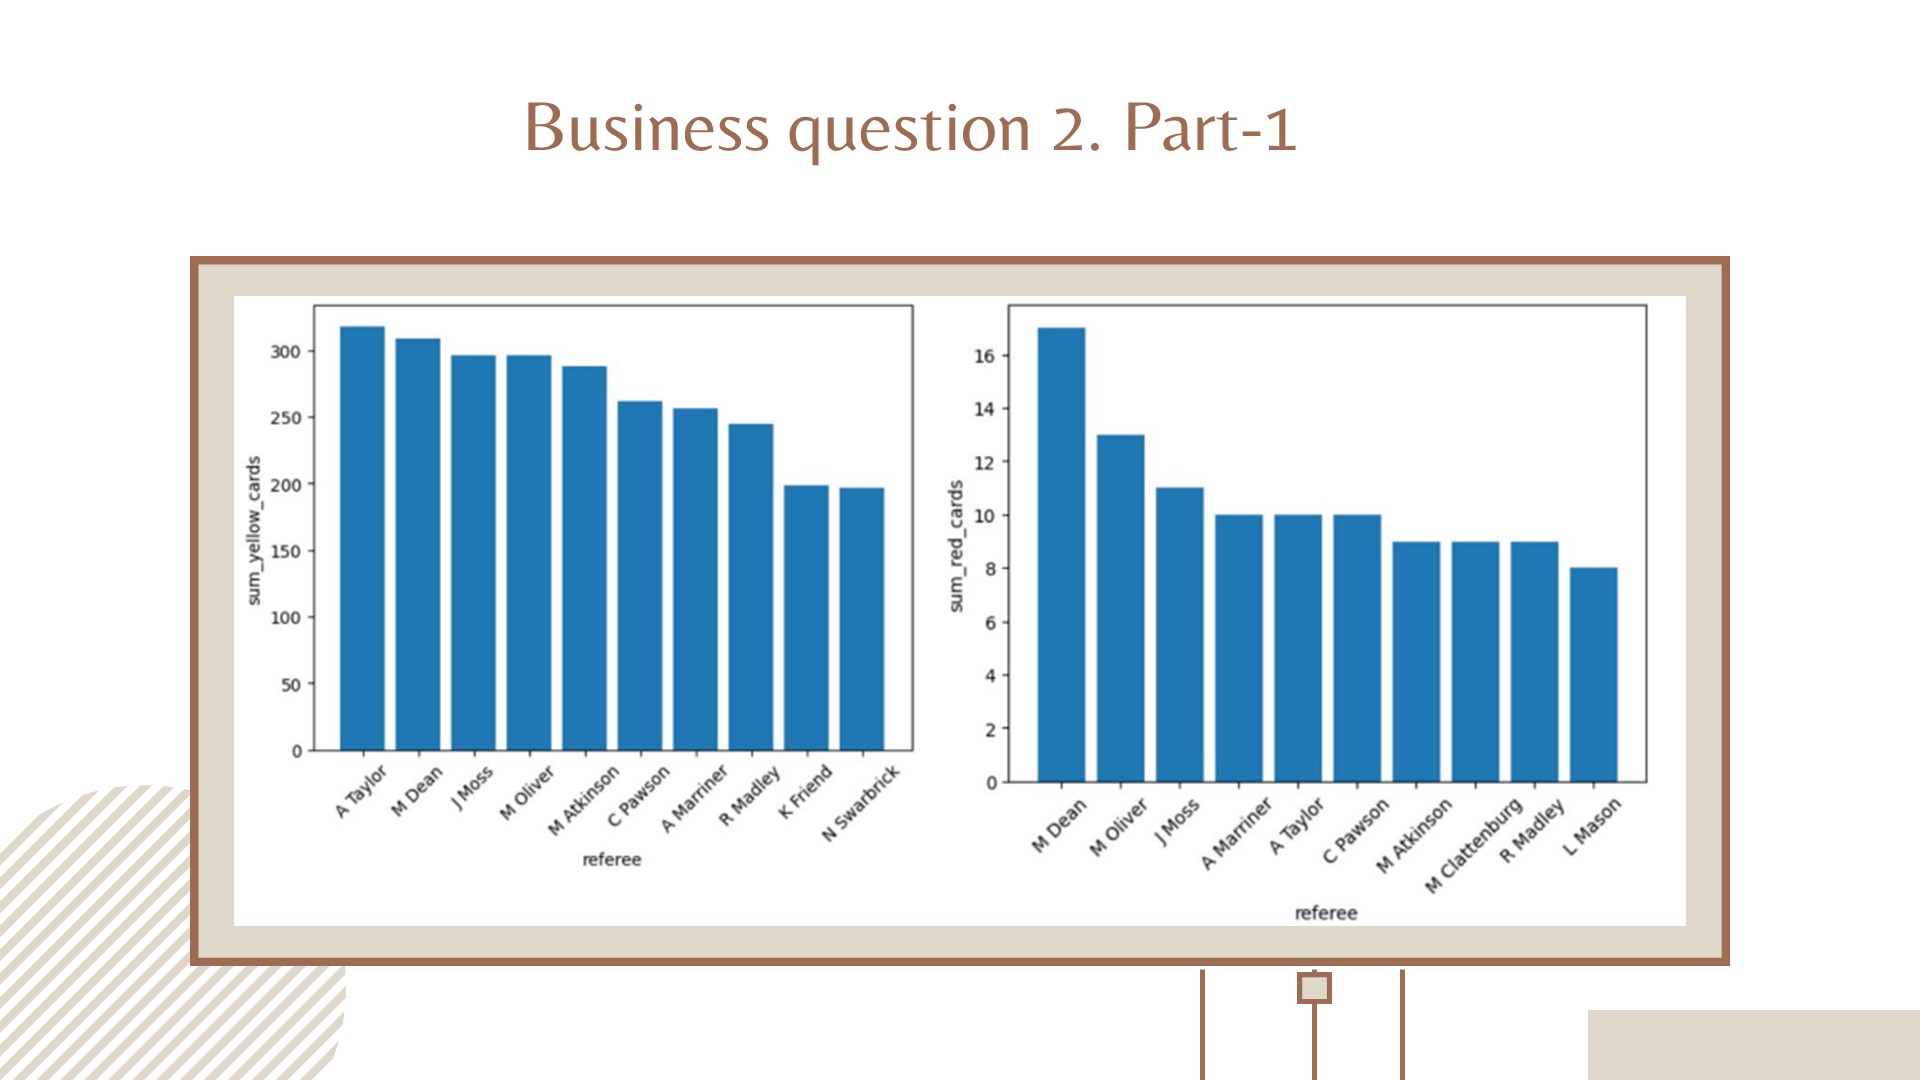 Business question 2. Part-1
300
250
200
150
100
50
0
sum_yellow_cards
A Taylor
M Dean
J Moss
M Oliver
M Atkinson
C Pawson
A Marriner
R Madley
K Friend
N Swarbrick
referee
16
14
12
10
8
6
4
2
0
sum_red_cards
M Dean
M Oliver
J Moss
A Marriner
A Taylor
C Pawson
M Atkinson
M Clattenburg
R Madley
L Mason
referee